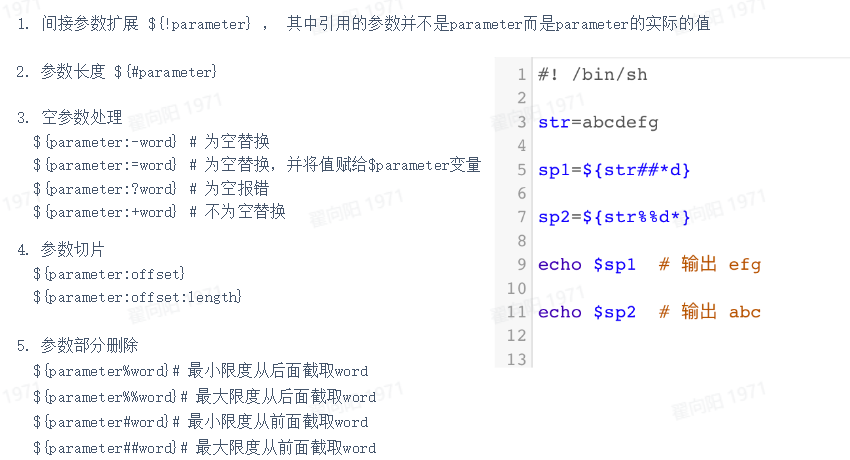 1. 间接参数扩展 ${!parameter} ， 其中引用的参数并不是parameter而是parameter的实际的值
2. 参数长度 ${#parameter}
3. 空参数处理
${parameter:-word} # 为空替换
${parameter:=word} # 为空替换，并将值赋给$parameter变量
${parameter:?word} # 为空报错
${parameter:+word} # 不为空替换
4. 参数切片
${parameter:offset}
${parameter:offset:length}
5. 参数部分删除
${parameter%word}# 最小限度从后面截取word
${parameter%%word}# 最大限度从后面截取word
${parameter#word}# 最小限度从前面截取word
${parameter##word}# 最大限度从前面截取word
1 #! /bin/sh
2
3 str=abcdefg
4
5 sp1=${str##*d}
6
7 sp2=${str%%d*}
8
9 echo $sp1  # 输出 efg
10
11 echo $sp2  # 输出 abc
12
13
翟向阳 1971